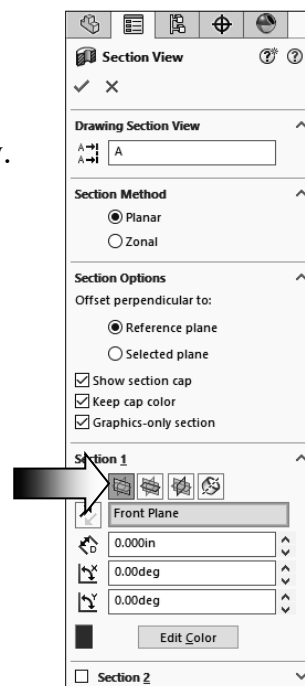 Section View
Drawing Section View
A
Section Method
Planar
Zonal
Section Options
Offset perpendicular to:
Reference plane
Selected plane
Show section cap
Keep cap color
Graphics-only section
Section 1
Front Plane
0.000in
0.00deg
0.00deg
Edit Color
Section 2